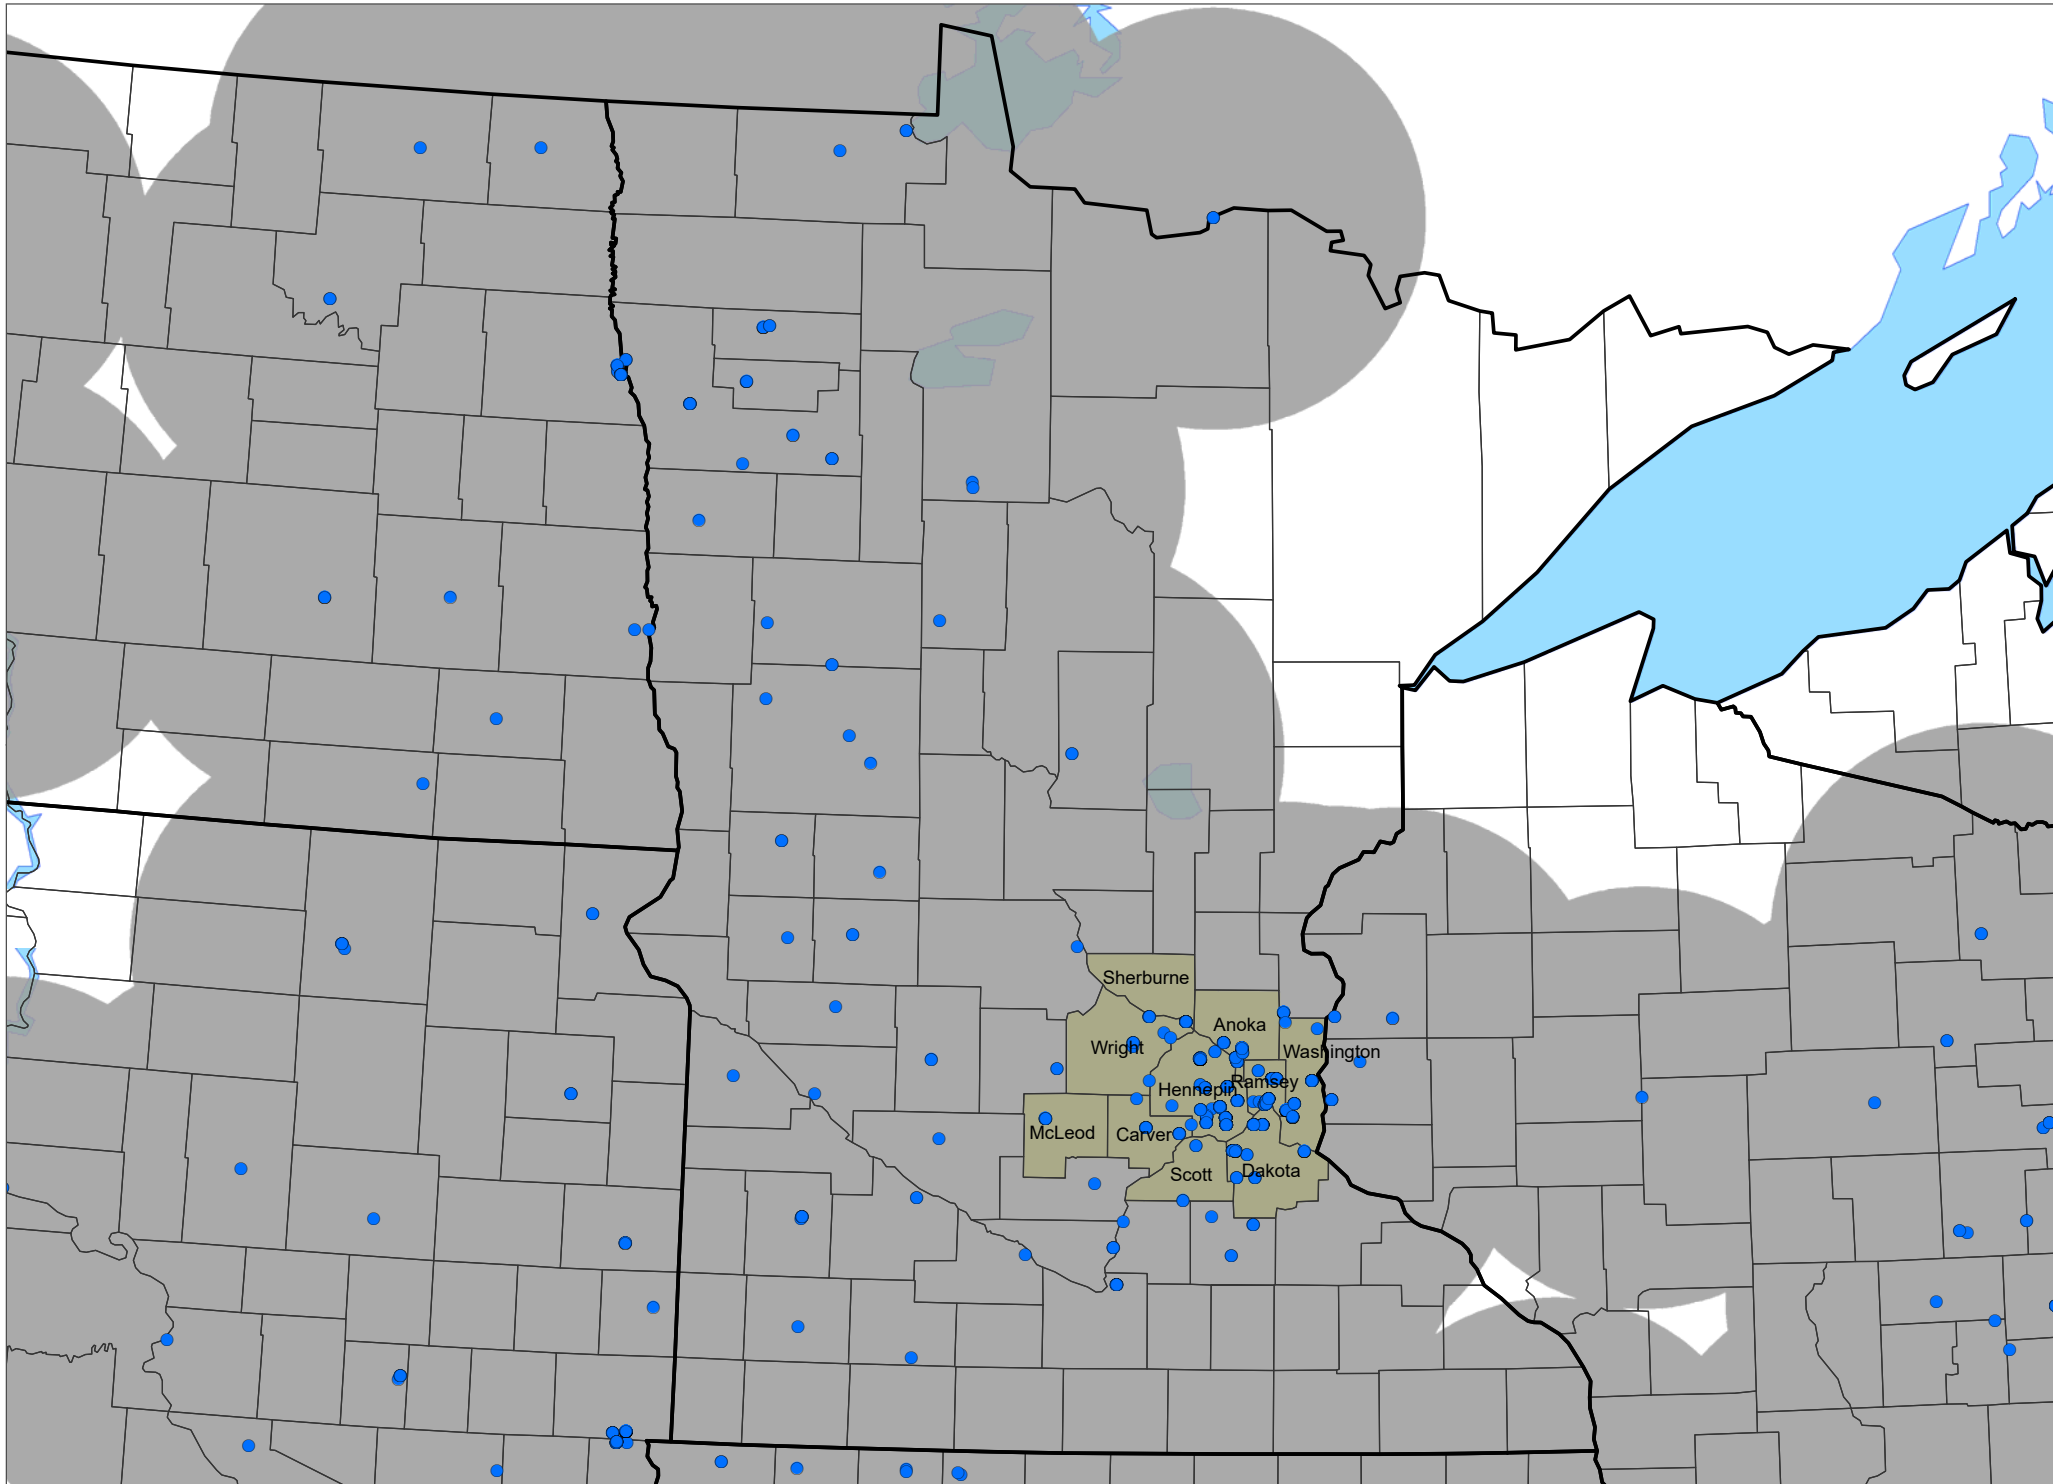 Sherburne
Anoka
Wright
Washington
Ramsey
Hennepin
McLeod
Carver
Scott
Dakota